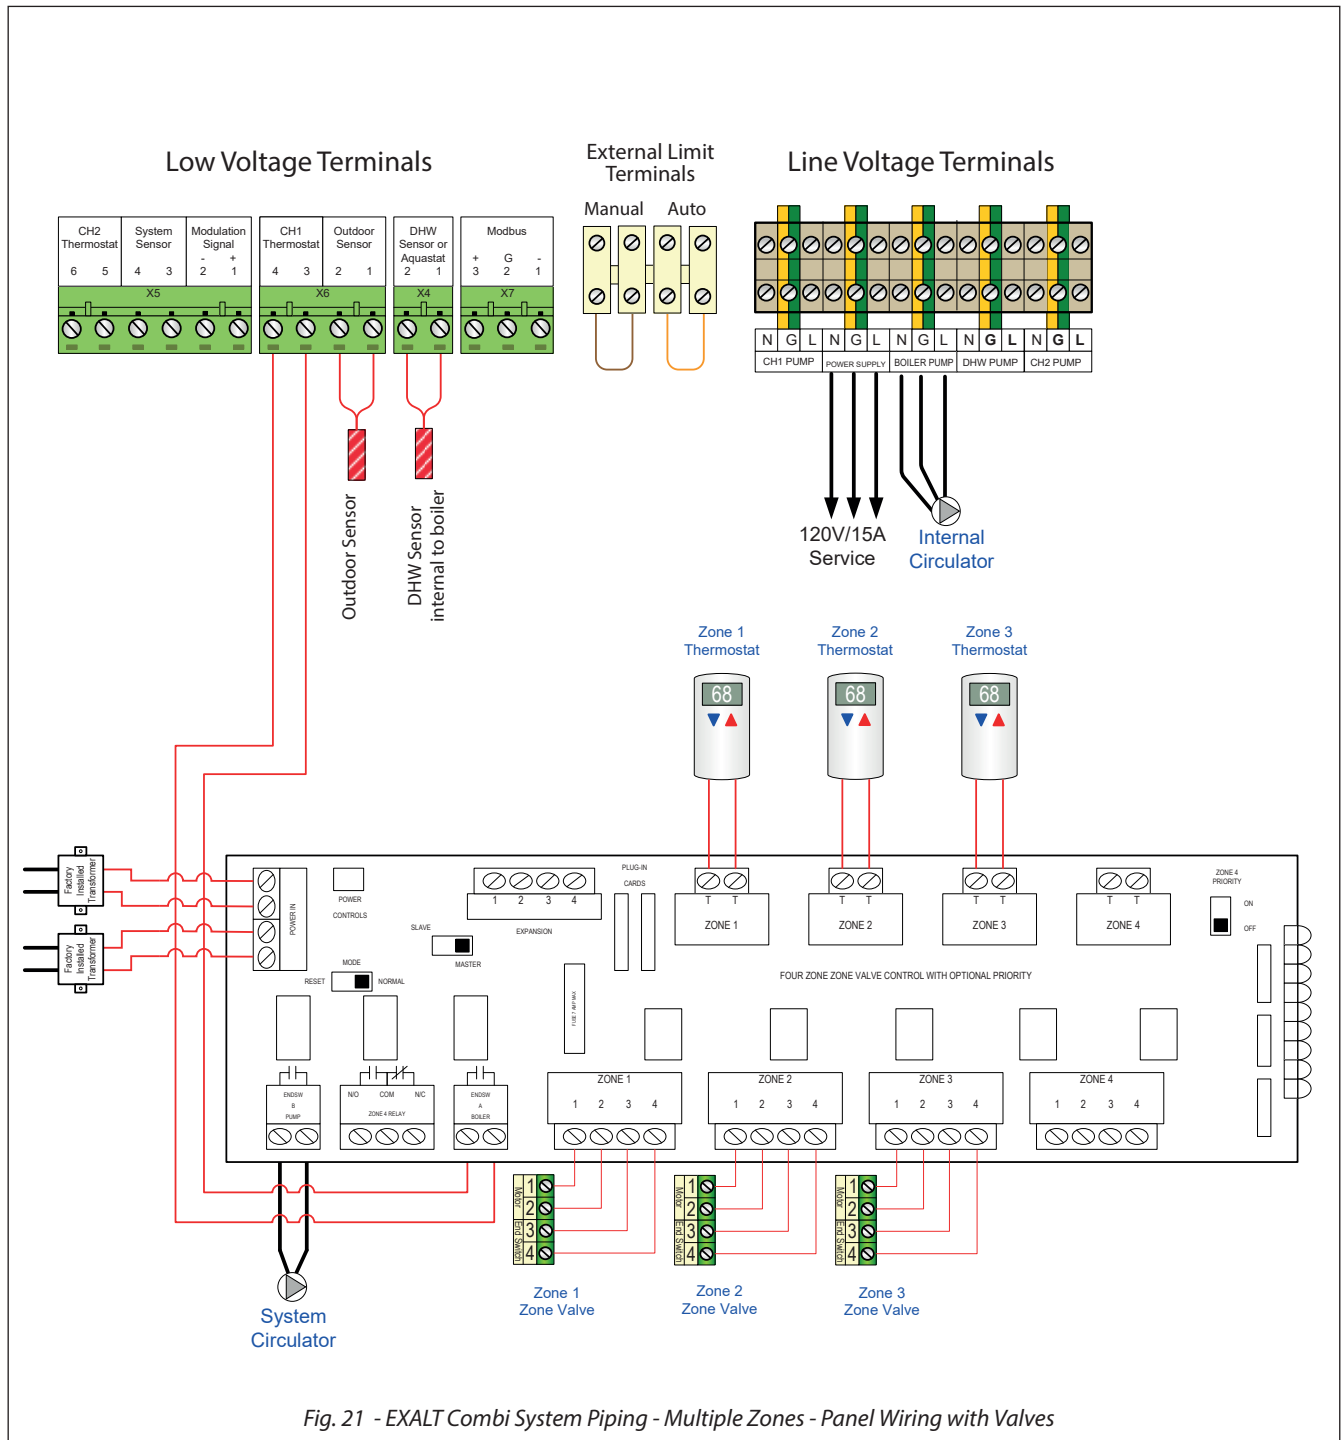 Low Voltage Terminals
External Limit
Terminals
Line Voltage Terminals
Manual Auto
CH2
Thermostat
6 5
System
Sensor
4 3
Modulation
Signal
- +
2 1
X5
CH1
Thermostat
4 3
Outdoor
Sensor
2 1
X6
DHW
Sensor or
Aquastat
2 1
X4
Modbus
+ G -
3 2 1
X7
N G L N G L N G L N G L N G L
CH1 PUMP POWER SUPPLY BOILER PUMP DHW PUMP CH2 PUMP
Outdoor Sensor
DHW Sensor
internal to boiler
120V/15A
Service
Internal
Circulator
Zone 1
Thermostat
Zone 2
Thermostat
Zone 3
Thermostat
68
68
68
Factory
Installed
Transformer
Factory
Installed
Transformer
POWER IN
POWER
CONTROLS
1 2 3 4
EXPANSION
PLUG-IN
CARDS
SLAVE
MASTER
MODE
RESET NORMAL
FUSE 7 AMP MAX
T T
ZONE 1
T T
ZONE 2
T T
ZONE 3
T T
ZONE 4
ZONE 4
PRIORITY
ON
OFF
FOUR ZONE ZONE VALVE CONTROL WITH OPTIONAL PRIORITY
ENDSW
B
PUMP
N/O COM N/C
ZONE 4 RELAY
ENDSW
A
BOILER
ZONE 1
1 2 3 4
ZONE 2
1 2 3 4
ZONE 3
1 2 3 4
ZONE 4
1 2 3 4
Motor
End Switch
1
2
3
4
Motor
End Switch
1
2
3
4
Motor
End Switch
1
2
3
4
System
Circulator
Zone 1
Zone Valve
Zone 2
Zone Valve
Zone 3
Zone Valve
Fig. 21 - EXALT Combi System Piping - Multiple Zones - Panel Wiring with Valves